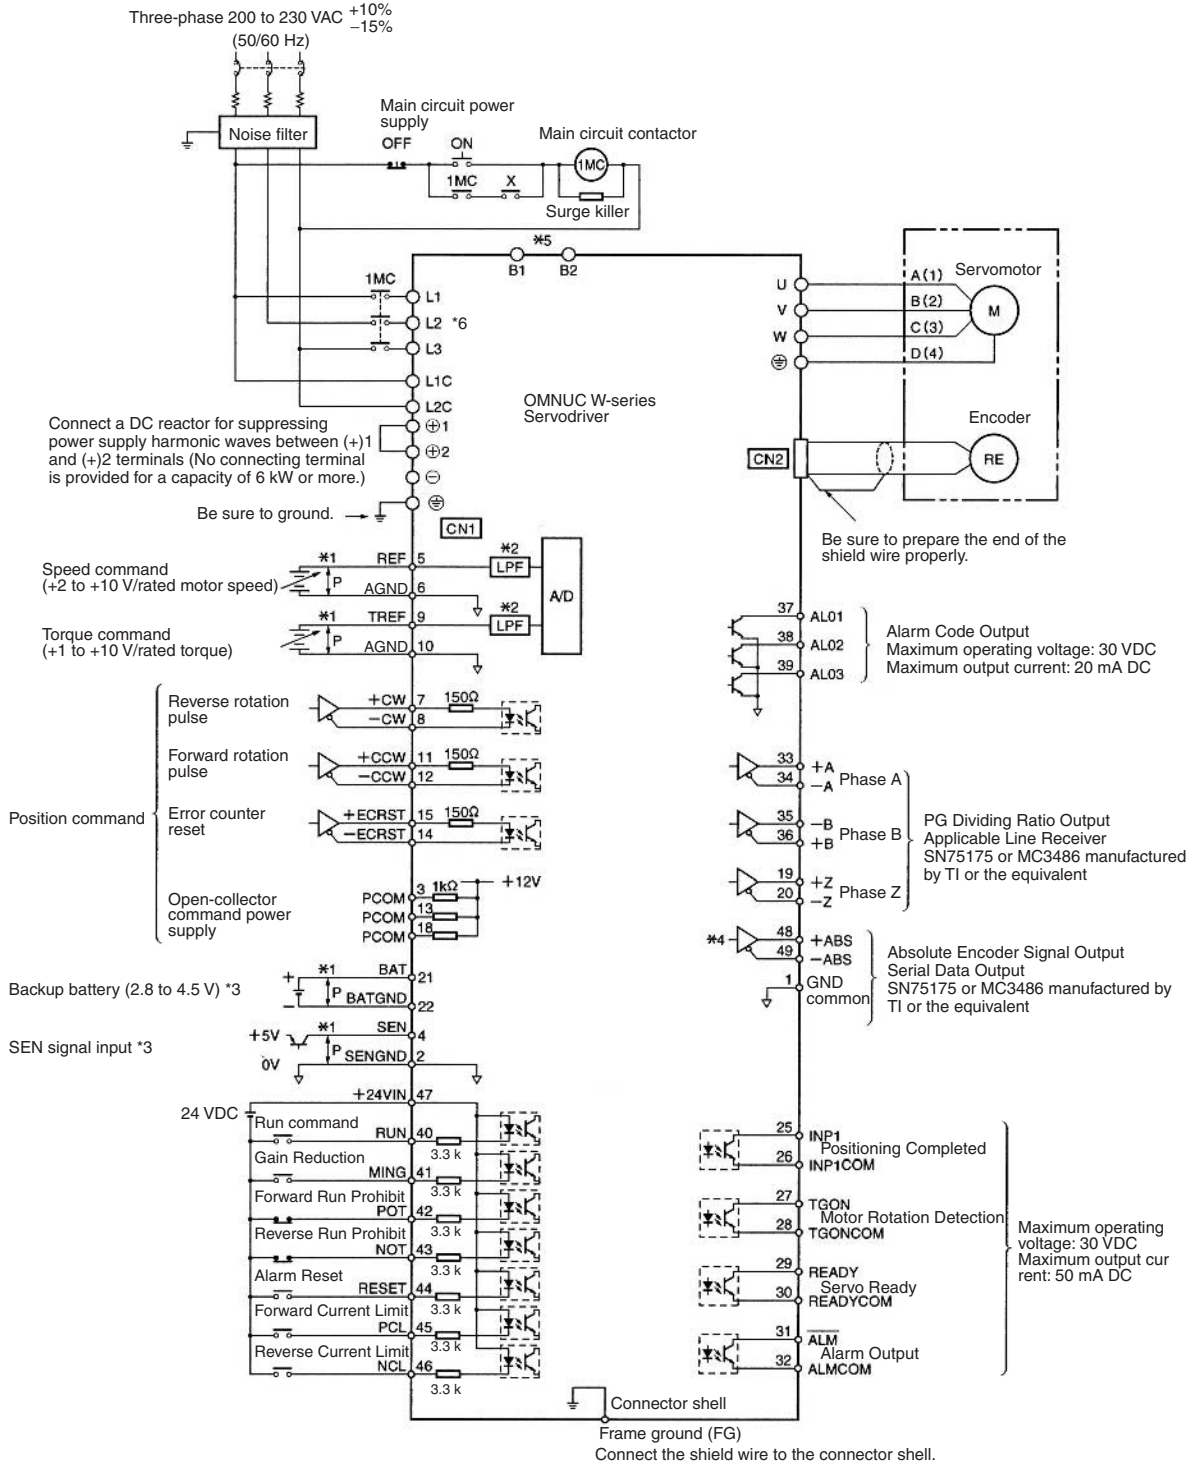 Three-phase 200 to 230 VAC +10% −15%
(50/60 Hz)
Noise filter
Main circuit power
supply
OFF
ON
Main circuit contactor
1MC
1MC
X
Surge killer
*5
B1
B2
1MC
L1
L2 *6
L3
L1C
L2C
⊕1
⊕2
⊖
Connect a DC reactor for suppressing
power supply harmonic waves between (+)1
and (+)2 terminals (No connecting terminal
is provided for a capacity of 6 kW or more.)
Be sure to ground.
OMNUC W-series
Servodriver
U
V
W
A(1)
B(2)
C(3)
D(4)
Servomotor
M
Encoder
RE
CN2
Be sure to prepare the end of the
shield wire properly.
CN1
Speed command
(+2 to +10 V/rated motor speed)
*1
P
REF 5
AGND 6
*2
LPF
A/D
Torque command
(+1 to +10 V/rated torque)
*1
P
TREF 9
AGND 10
*2
LPF
Position command
Reverse rotation
pulse
+CW 7 150Ω
−CW 8
Forward rotation
pulse
+CCW 11 150Ω
−CCW 12
Error counter
reset
+ECRST 15 150Ω
−ECRST 14
Open-collector
command power
supply
PCOM 3 1kΩ
+12V
PCOM 13
PCOM 18
Backup battery (2.8 to 4.5 V) *3
+
−
*1
P
BAT 21
BATGND 22
SEN signal input *3
+5V
0V
*1
P
SEN 4
SENGND 2
+24VIN 47
24 VDC
Run command
RUN 40
3.3 k
Gain Reduction
MING 41
3.3 k
Forward Run Prohibit
POT 42
3.3 k
Reverse Run Prohibit
NOT 43
3.3 k
Alarm Reset
RESET 44
3.3 k
Forward Current Limit
PCL 45
3.3 k
Reverse Current Limit
NCL 46
3.3 k
37 AL01
38 AL02
39 AL03
Alarm Code Output
Maximum operating voltage: 30 VDC
Maximum output current: 20 mA DC
33 +A
34 −A
Phase A
35 −B
36 +B
Phase B
19 +Z
20 −Z
Phase Z
PG Dividing Ratio Output
Applicable Line Receiver
SN75175 or MC3486 manufactured
by TI or the equivalent
*4
48 +ABS
49 −ABS
1 GND
common
Absolute Encoder Signal Output
Serial Data Output
SN75175 or MC3486 manufactured by
TI or the equivalent
25 INP1
Positioning Completed
26 INP1COM
27 TGON
Motor Rotation Detection
28 TGONCOM
29 READY
Servo Ready
30 READYCOM
31 ALM
Alarm Output
32 ALMCOM
Maximum operating
voltage: 30 VDC
Maximum output cur
rent: 50 mA DC
Connector shell
Frame ground (FG)
Connect the shield wire to the connector shell.